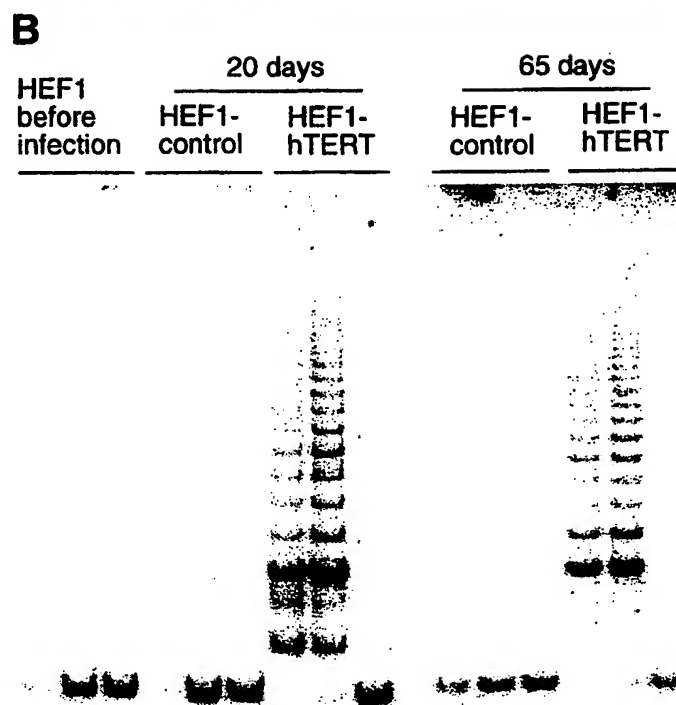 B
20 days
65 days
HEF1
before
infection
HEF1-
control
HEF1-
hTERT
HEF1-
control
HEF1-
hTERT